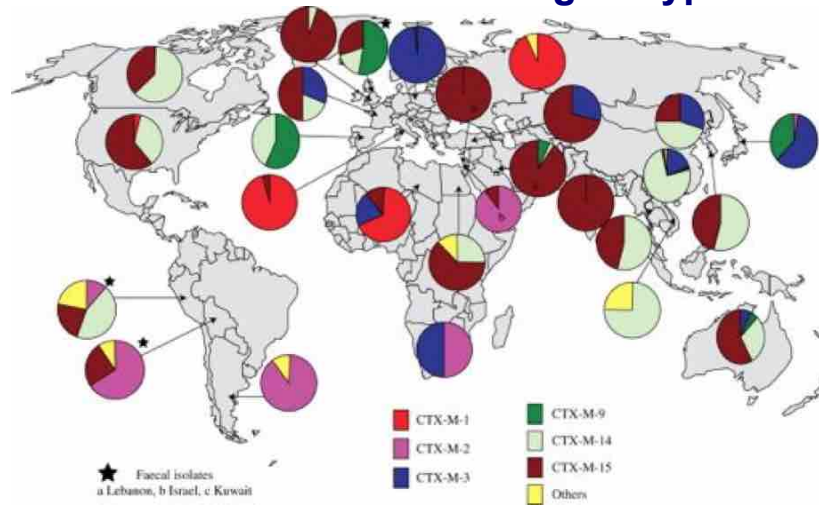 CTX-M-1
CTX-M-2
CTX-M-3
CTX-M-9
CTX-M-14
CTX-M-15
Others
Faecal isolates
a Lebanon, b Israel, c Kuwait